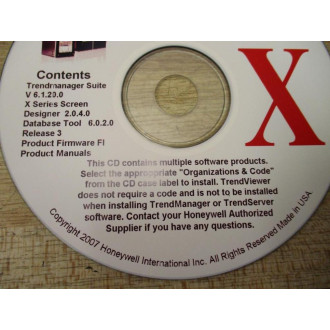 Contents
Trendmanager Suite
V 6.1.20.0
X Series Screen
Designer 2.0.4.0
Database Tool 6.0.2.0
Release 3
Product Firmware Fl
Product Manuals
X
This CD contains multiple software products.
Select the appropriate "Organizations & Code"
from the CD case label to install. TrendViewer
does not require a code and is not to be installed
when installing TrendManager or TrendServer
software. Contact your Honeywell Authorized
Supplier if you have any questions.
Copyright 2007 Honeywell International Inc. All Rights Reserved Made in USA